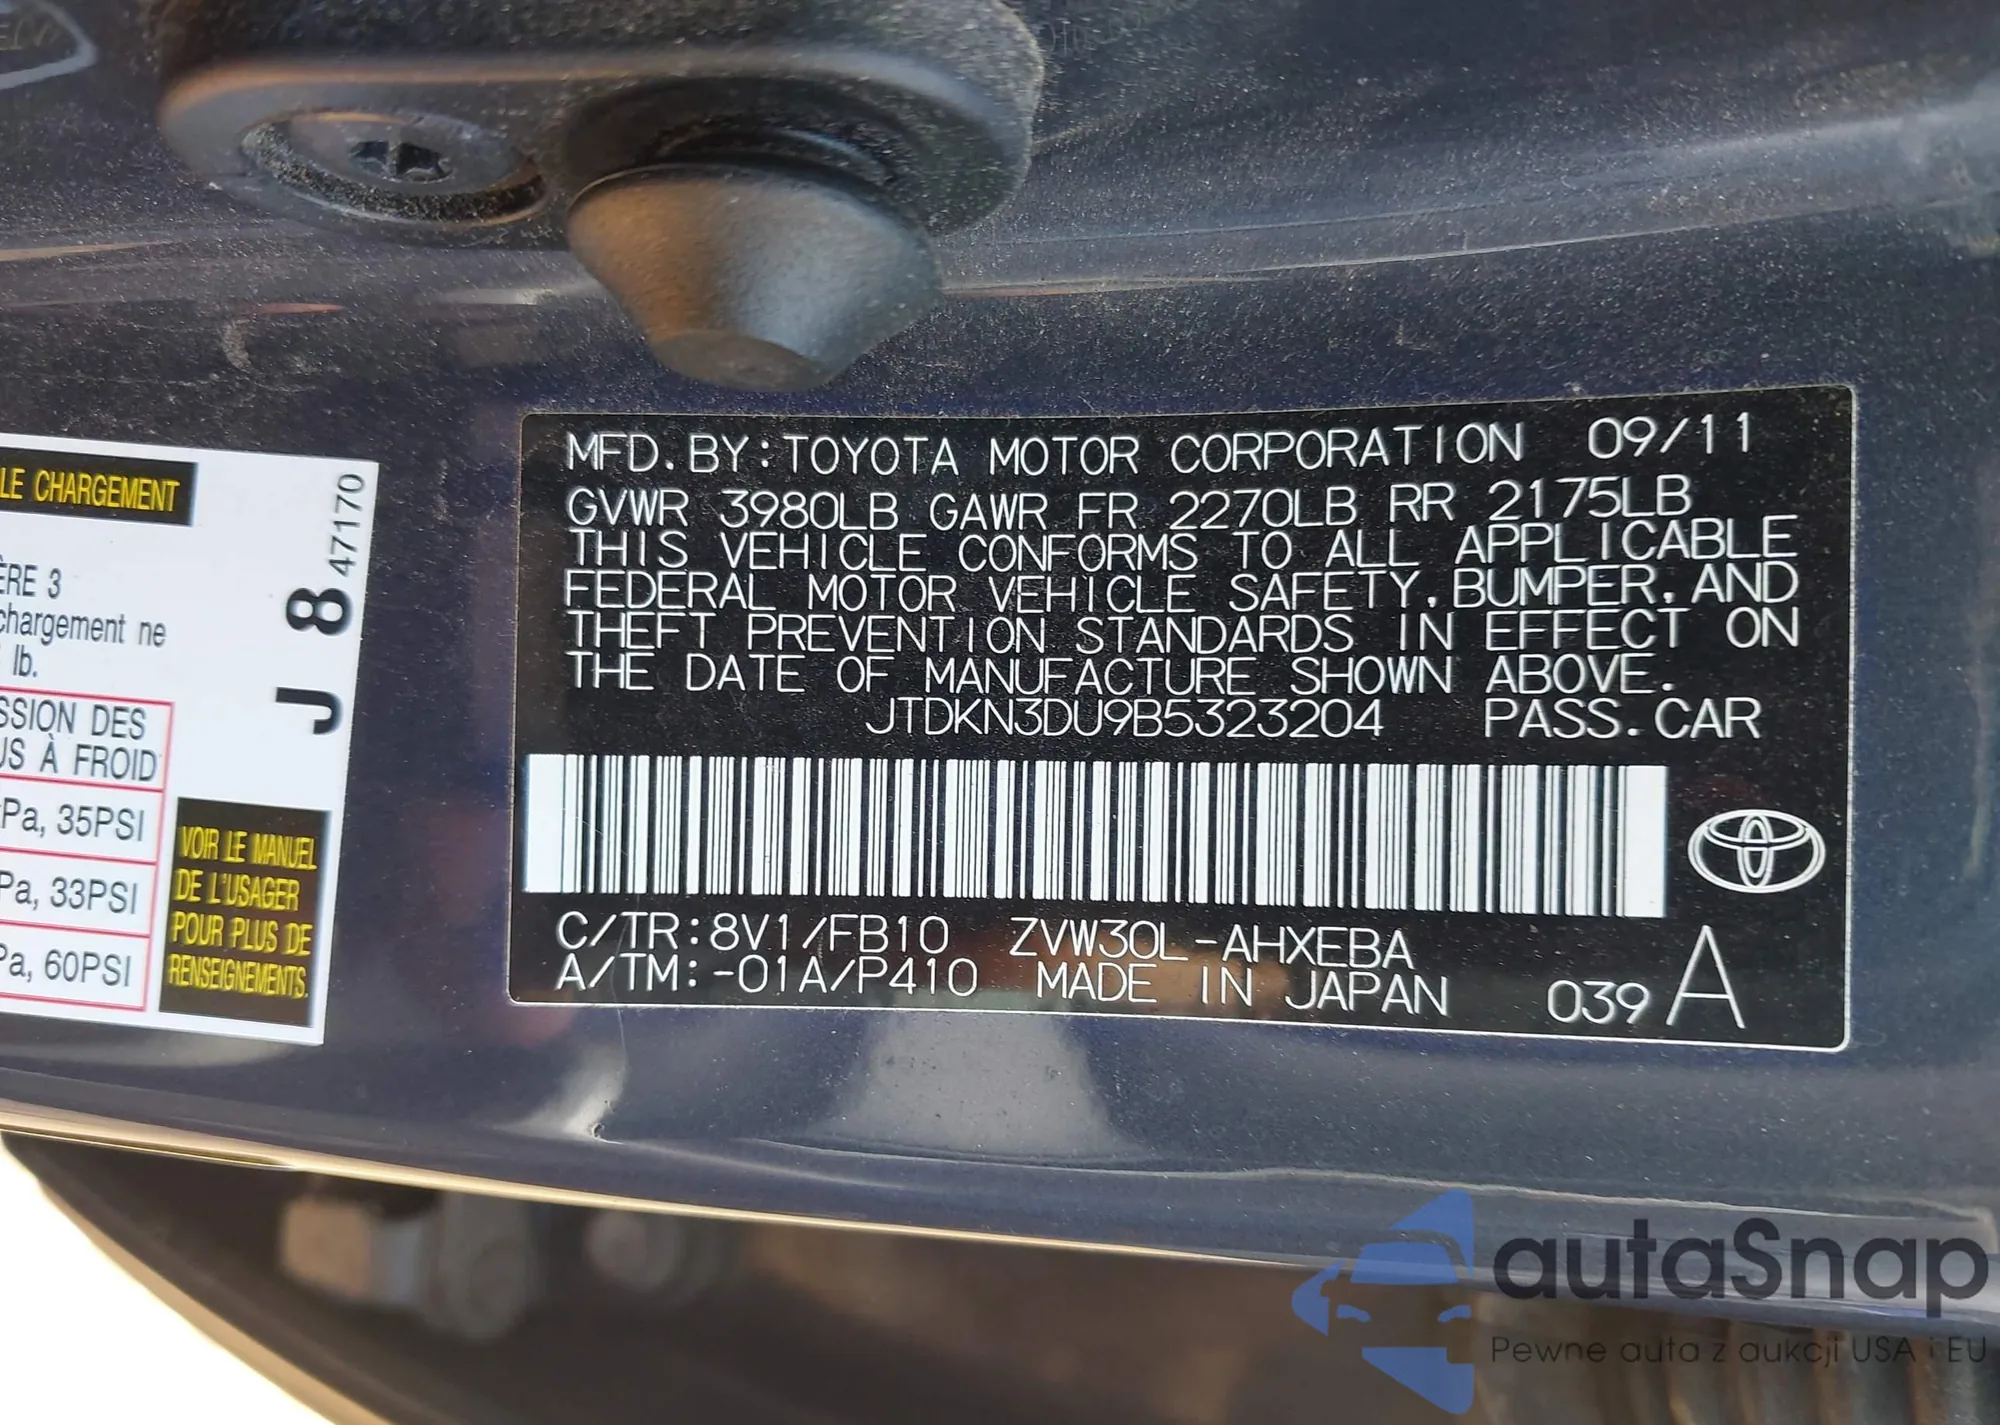 LE CHARGEMENT
47170
J 8
ÈRE 3
chargement ne
lb.
SSION DES
US À FROID
Pa, 35PSI
Pa, 33PSI
Pa, 60PSI
VOIR LE MANUEL
DE L'USAGER
POUR PLUS DE
RENSEIGNEMENTS.
MFD.BY:TOYOTA MOTOR CORPORATION 09/11
GVWR 3980LB GAWR FR 2270LB RR 2175LB
THIS VEHICLE CONFORMS TO ALL APPLICABLE
FEDERAL MOTOR VEHICLE SAFETY,BUMPER,AND
THEFT PREVENTION STANDARDS IN EFFECT ON
THE DATE OF MANUFACTURE SHOWN ABOVE.
JTDKN3DU9B5323204 PASS.CAR
C/TR:8V1/FB10 ZVW30L-AHXEBA
A/TM:-01A/P410 MADE IN JAPAN 039 A
autaSnap
Pewne auta z aukcji USA i EU